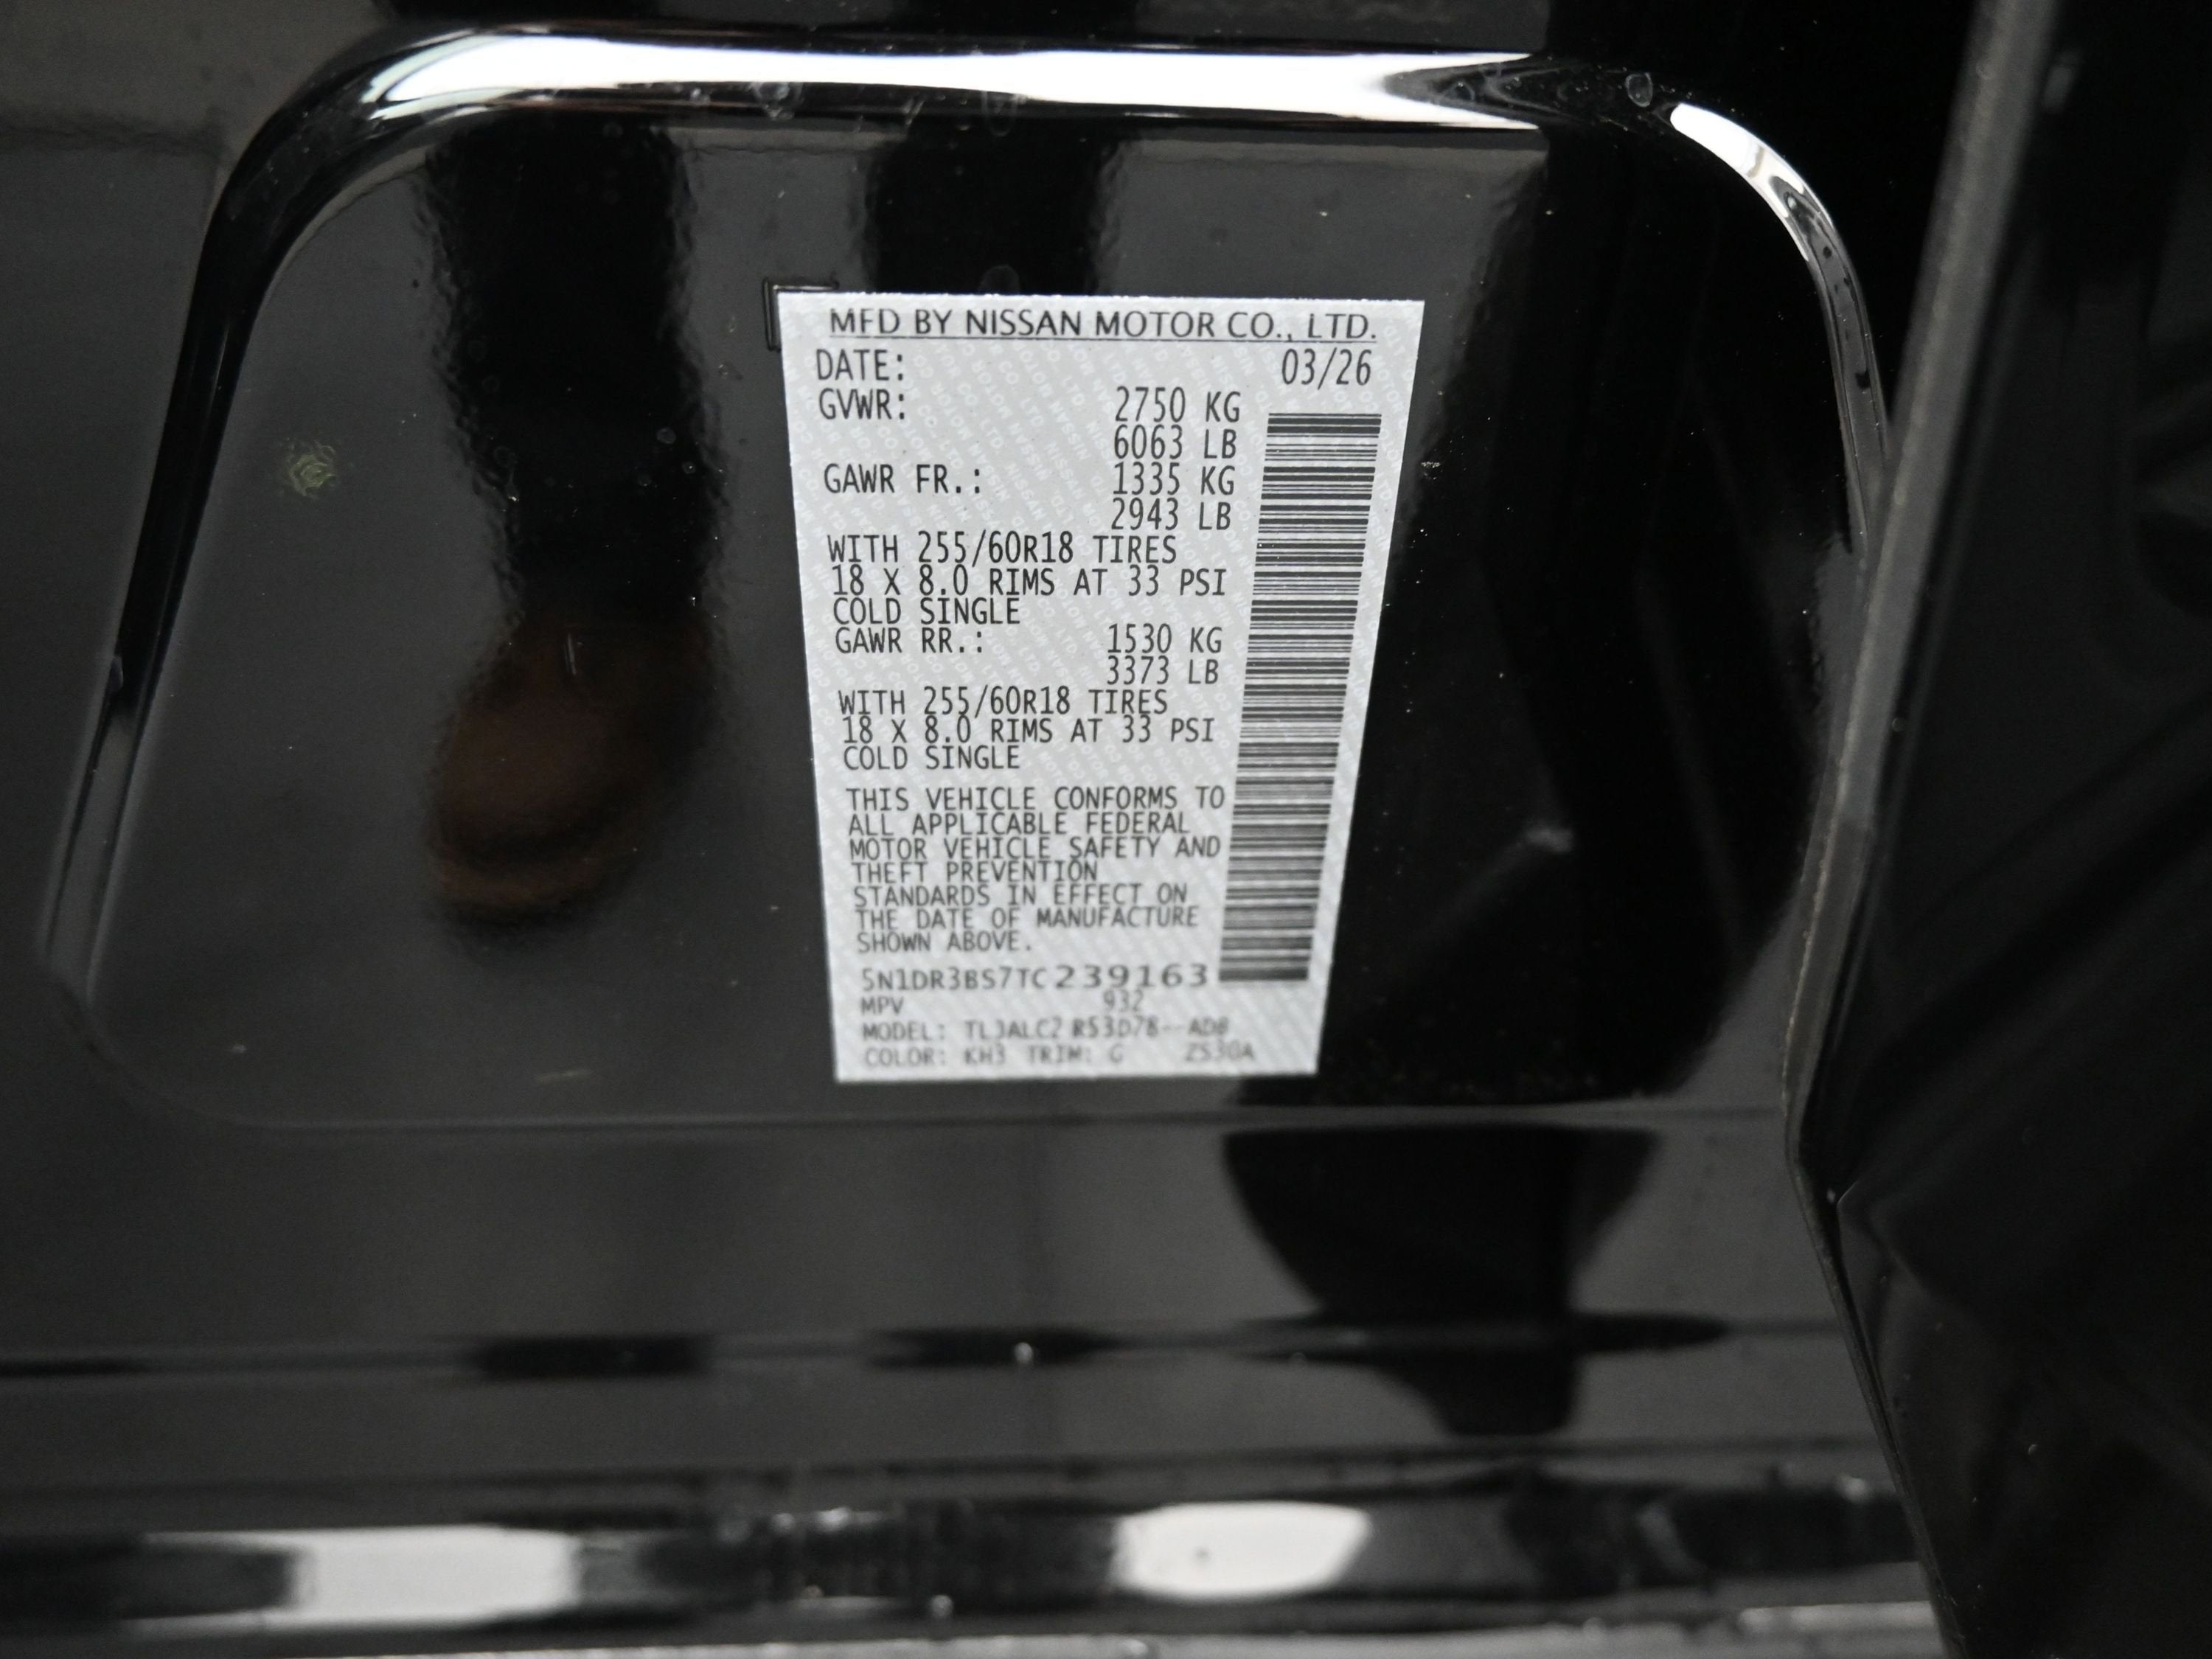 MFD BY NISSAN MOTOR CO., LTD.
DATE: 03/26
GVWR: 2750 KG
6063 LB
GAWR FR.: 1335 KG
2943 LB
WITH 255/60R18 TIRES
18 X 8.0 RIMS AT 33 PSI
COLD SINGLE
GAWR RR.: 1530 KG
3373 LB
WITH 255/60R18 TIRES
18 X 8.0 RIMS AT 33 PSI
COLD SINGLE
THIS VEHICLE CONFORMS TO
ALL APPLICABLE FEDERAL
MOTOR VEHICLE SAFETY AND
THEFT PREVENTION
STANDARDS IN EFFECT ON
THE DATE OF MANUFACTURE
SHOWN ABOVE.
5N1DR3BS7TC239163
MPV 932
MODEL:
COLOR: KH3 TRIM: G